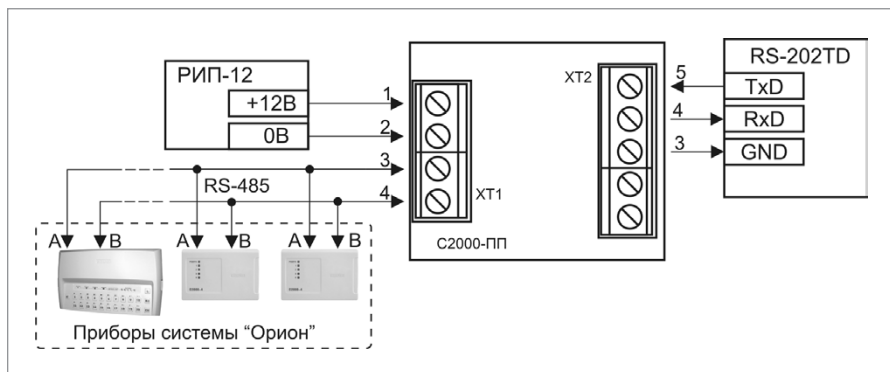 RS-202TD
РИП-12
XT2
5
TxD
+12В
1
4
RxD
0В
2
3
GND
3
RS-485
4
XT1
А
В
А
В
А
В
С2000-ПП
Приборы системы “Орион”